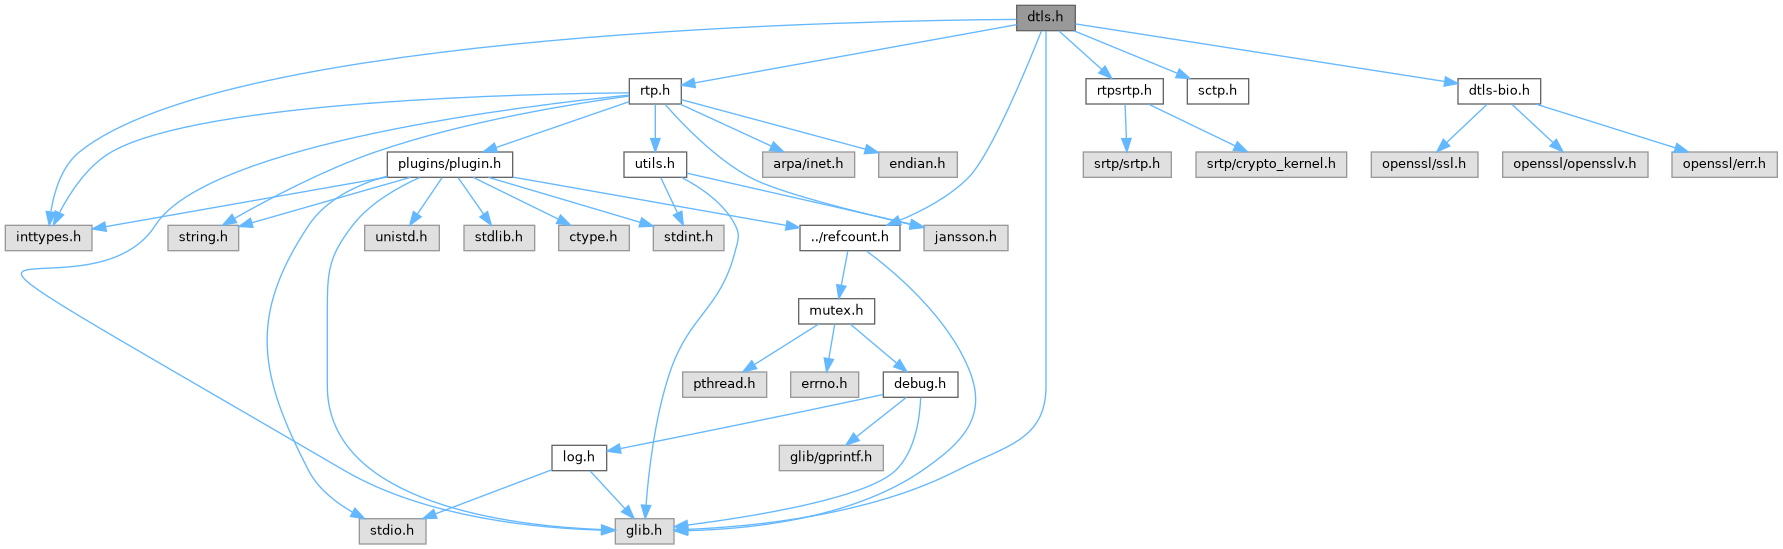 dtls.h
rtp.h
rtpsrtp.h
sctp.h
dtls-bio.h
plugins/plugin.h
utils.h
arpa/inet.h
endian.h
srtp/srtp.h
srtp/crypto_kernel.h
openssl/ssl.h
openssl/opensslv.h
openssl/err.h
inttypes.h
string.h
unistd.h
stdlib.h
ctype.h
stdint.h
../refcount.h
jansson.h
mutex.h
pthread.h
errno.h
debug.h
log.h
glib/gprintf.h
stdio.h
glib.h